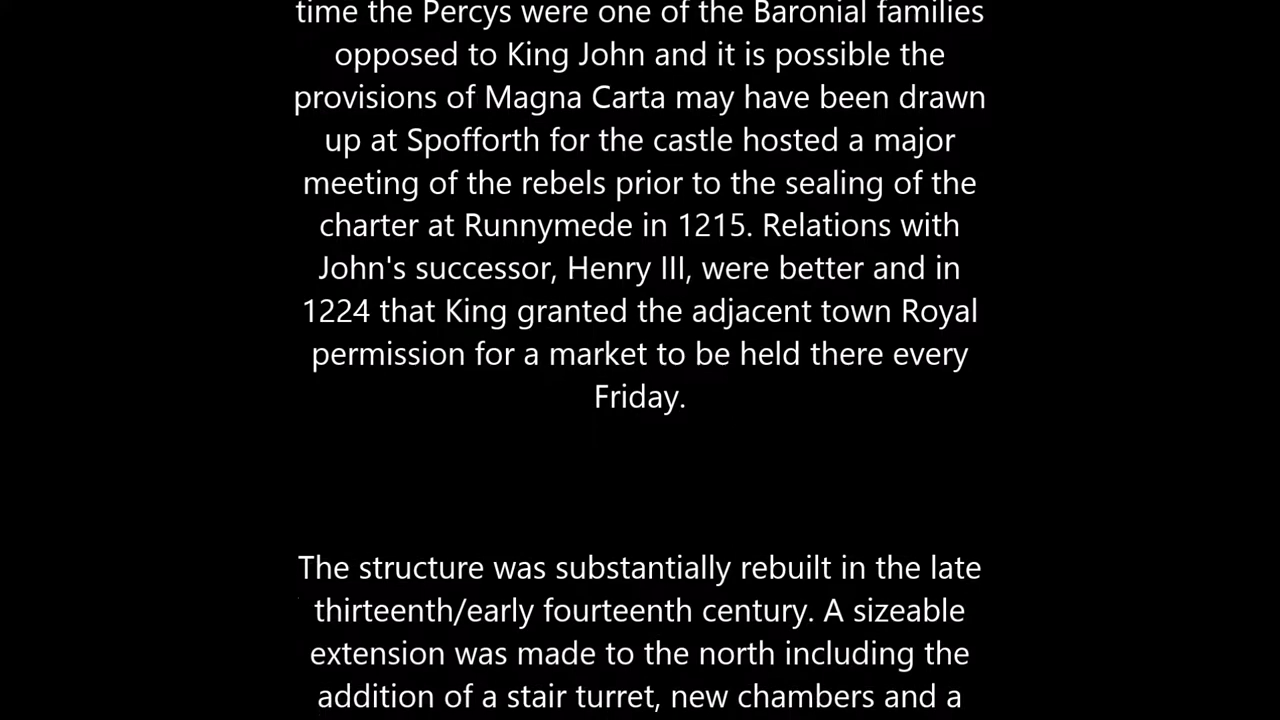 time the Percys were one of the Baronial families
opposed to King John and it is possible the
provisions of Magna Carta may have been drawn
up at Spofforth for the castle hosted a major
meeting of the rebels prior to the sealing of the
charter at Runnymede in 1215. Relations with
John's successor, Henry III, were better and in
1224 that King granted the adjacent town Royal
permission for a market to be held there every
Friday.
The structure was substantially rebuilt in the late
thirteenth/early fourteenth century. A sizeable
extension was made to the north including the
addition of a stair turret, new chambers and a